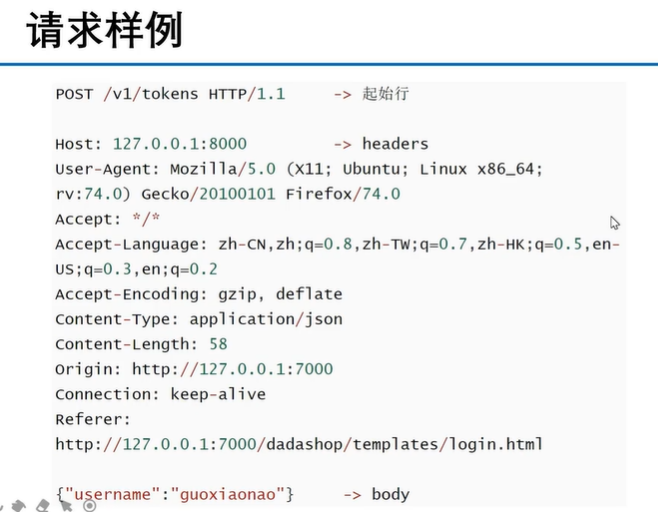 请求样例
POST /v1/tokens HTTP/1.1 -> 起始行
Host: 127.0.0.1:8000 -> headers
User-Agent: Mozilla/5.0 (X11; Ubuntu; Linux x86_64;
rv:74.0) Gecko/20100101 Firefox/74.0
Accept: */*
Accept-Language: zh-CN,zh;q=0.8,zh-TW;q=0.7,zh-HK;q=0.5,en-
US;q=0.3,en;q=0.2
Accept-Encoding: gzip, deflate
Content-Type: application/json
Content-Length: 58
Origin: http://127.0.0.1:7000
Connection: keep-alive
Referer:
http://127.0.0.1:7000/dadashop/templates/login.html
{"username":"guoxiaonao"} -> body